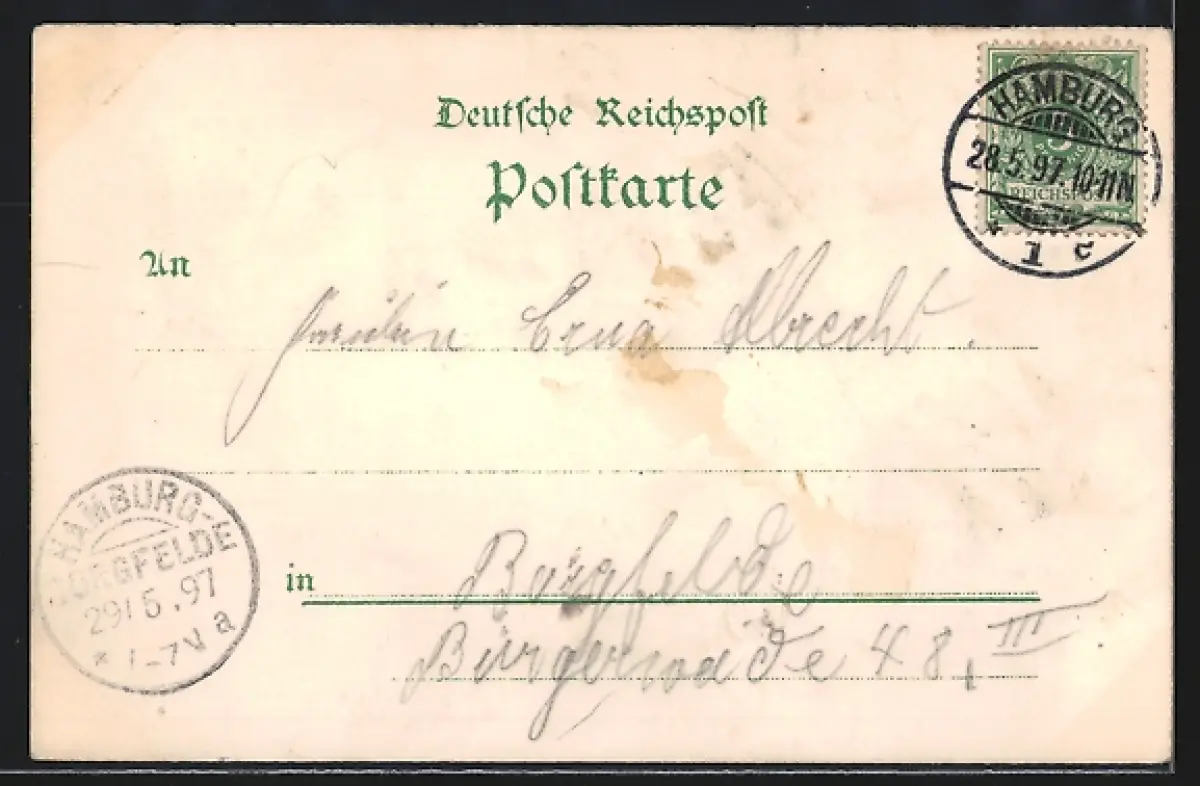 Deutsche Reichspost
Postkarte
HAMBURG
28.5.97.10-11N
REICHSPOST
* 1 c
An
Fräulein Erna Albrecht.
HAMBURG-
BORGFELDE
29/5.97
a
in Borgfelde
Bürgerweide 48, III